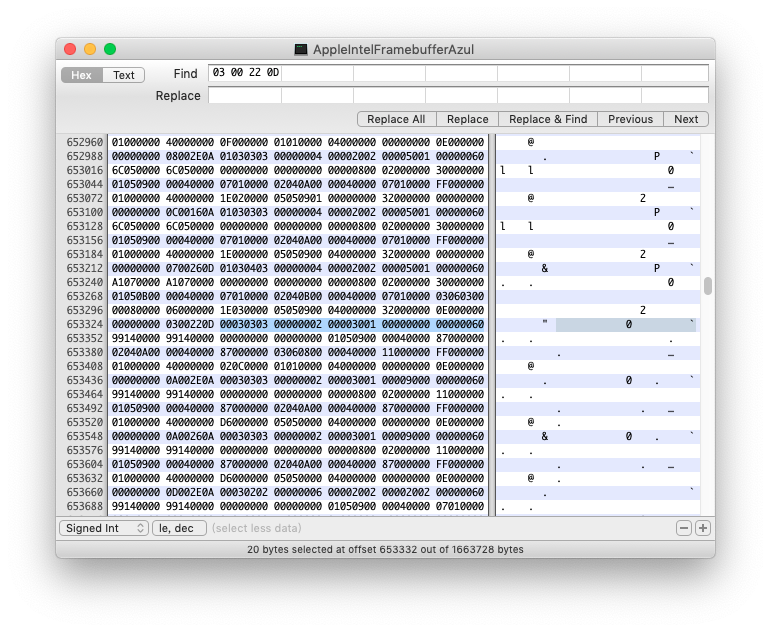 AppleIntelFramebufferAzul
Hex Text Find 03 00 22 0D
Replace
Replace All Replace Replace & Find Previous Next
652960 01000000 40000000 0F000000 01010000 04000000 00000000 0E000000 @
652988 00000000 08002E0A 01030303 00000004 00002002 00005001 00000060 . P `
653016 6C050000 6C050000 00000000 00000000 00000800 02000000 30000000 l l 0
653044 01050900 00040000 07010000 02040A00 00040000 07010000 FF000000 …
653072 01000000 40000000 1E020000 05050901 00000000 32000000 00000000 @ 2
653100 00000000 0C00160A 01030303 00000004 00002002 00005001 00000060 P `
653128 6C050000 6C050000 00000000 00000000 00000800 02000000 30000000 l l 0
653156 01050900 00040000 07010000 02040A00 00040000 07010000 FF000000 …
653184 01000000 40000000 1E000000 05050900 04000000 32000000 00000000 @ 2
653212 00000000 0700260D 01030403 00000004 00002002 00005001 00000060 & P `
653240 A1070000 A1070000 00000000 00000000 00000800 02000000 30000000 . . 0
653268 01050B00 00040000 07010000 02040B00 00040000 07010000 03060300
653296 00080000 06000000 1E030000 05050900 04000000 32000000 0E000000 2
653324 00000000 0300220D 00030303 00000002 00003001 00000000 00000060 " 0 `
653352 99140000 99140000 00000000 00000000 01050900 00040000 87000000 . . .
653380 02040A00 00040000 87000000 03060800 00040000 11000000 FF000000 . …
653408 01000000 40000000 020C0000 01010000 04000000 00000000 0E000000 @
653436 00000000 0A002E0A 00030303 00000002 00003001 00009000 00000060 . 0 . `
653464 99140000 99140000 00000000 00000000 00000800 02000000 11000000 . .
653492 01050900 00040000 87000000 02040A00 00040000 87000000 FF000000 . . …
653520 01000000 40000000 D6000000 05050000 04000000 00000000 0E000000 @ .
653548 00000000 0A00260A 00030303 00000002 00003001 00009000 00000060 & 0 . `
653576 99140000 99140000 00000000 00000000 00000800 02000000 11000000 . .
653604 01050900 00040000 87000000 02040A00 00040000 87000000 FF000000 . . …
653632 01000000 40000000 D6000000 05050000 04000000 00000000 0E000000 @ .
653660 00000000 0D002E0A 00030202 00000006 00002002 00002002 00000060 . `
653688 99140000 99140000 00000000 00000000 01050900 00040000 07010000 . .
Signed Int le, dec (select less data)
20 bytes selected at offset 653332 out of 1663728 bytes